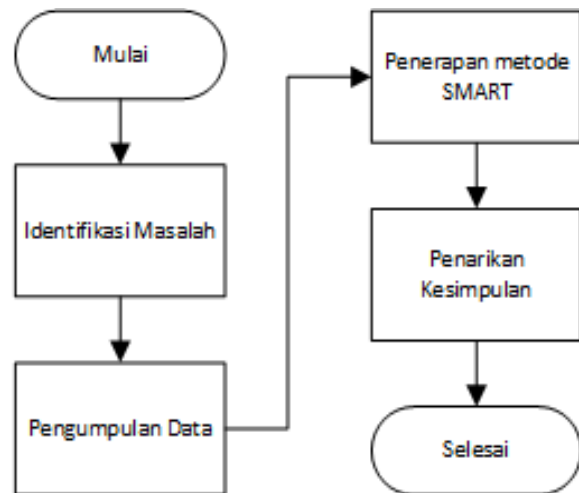 Mulai
Identifikasi Masalah
Pengumpulan Data
Penerapan metode
SMART
Penarikan
Kesimpulan
Selesai